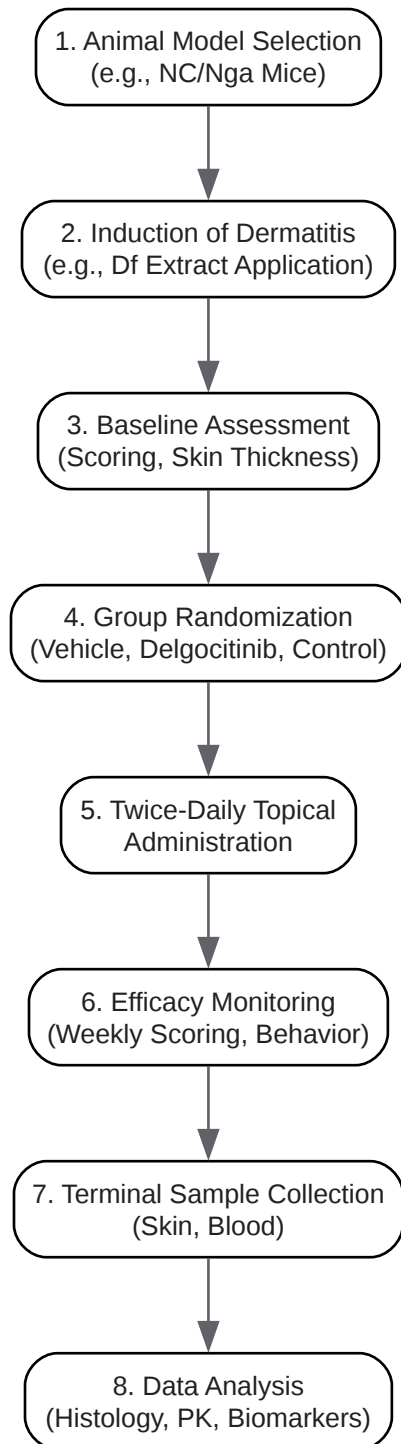 1. Animal Model Selection
(e.g., NC/Nga Mice)
2. Induction of Dermatitis
(e.g., Df Extract Application)
3. Baseline Assessment
(Scoring, Skin Thickness)
4. Group Randomization
(Vehicle, Delgocitinib, Control)
5. Twice-Daily Topical
Administration
6. Efficacy Monitoring
(Weekly Scoring, Behavior)
7. Terminal Sample Collection
(Skin, Blood)
8. Data Analysis
(Histology, PK, Biomarkers)